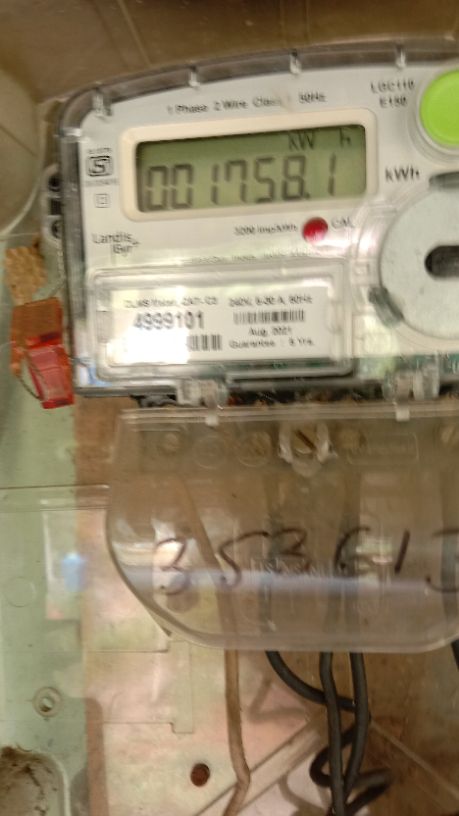 LGC110
E150
1 Phase 2 Wire Class 1 50Hz
kW h
001758.1
kWh
Landis
Gyr
CAL
240V, 5-30 A, 50Hz
4999101
Aug, 2021
Guarantee : 5 Yrs.
353613